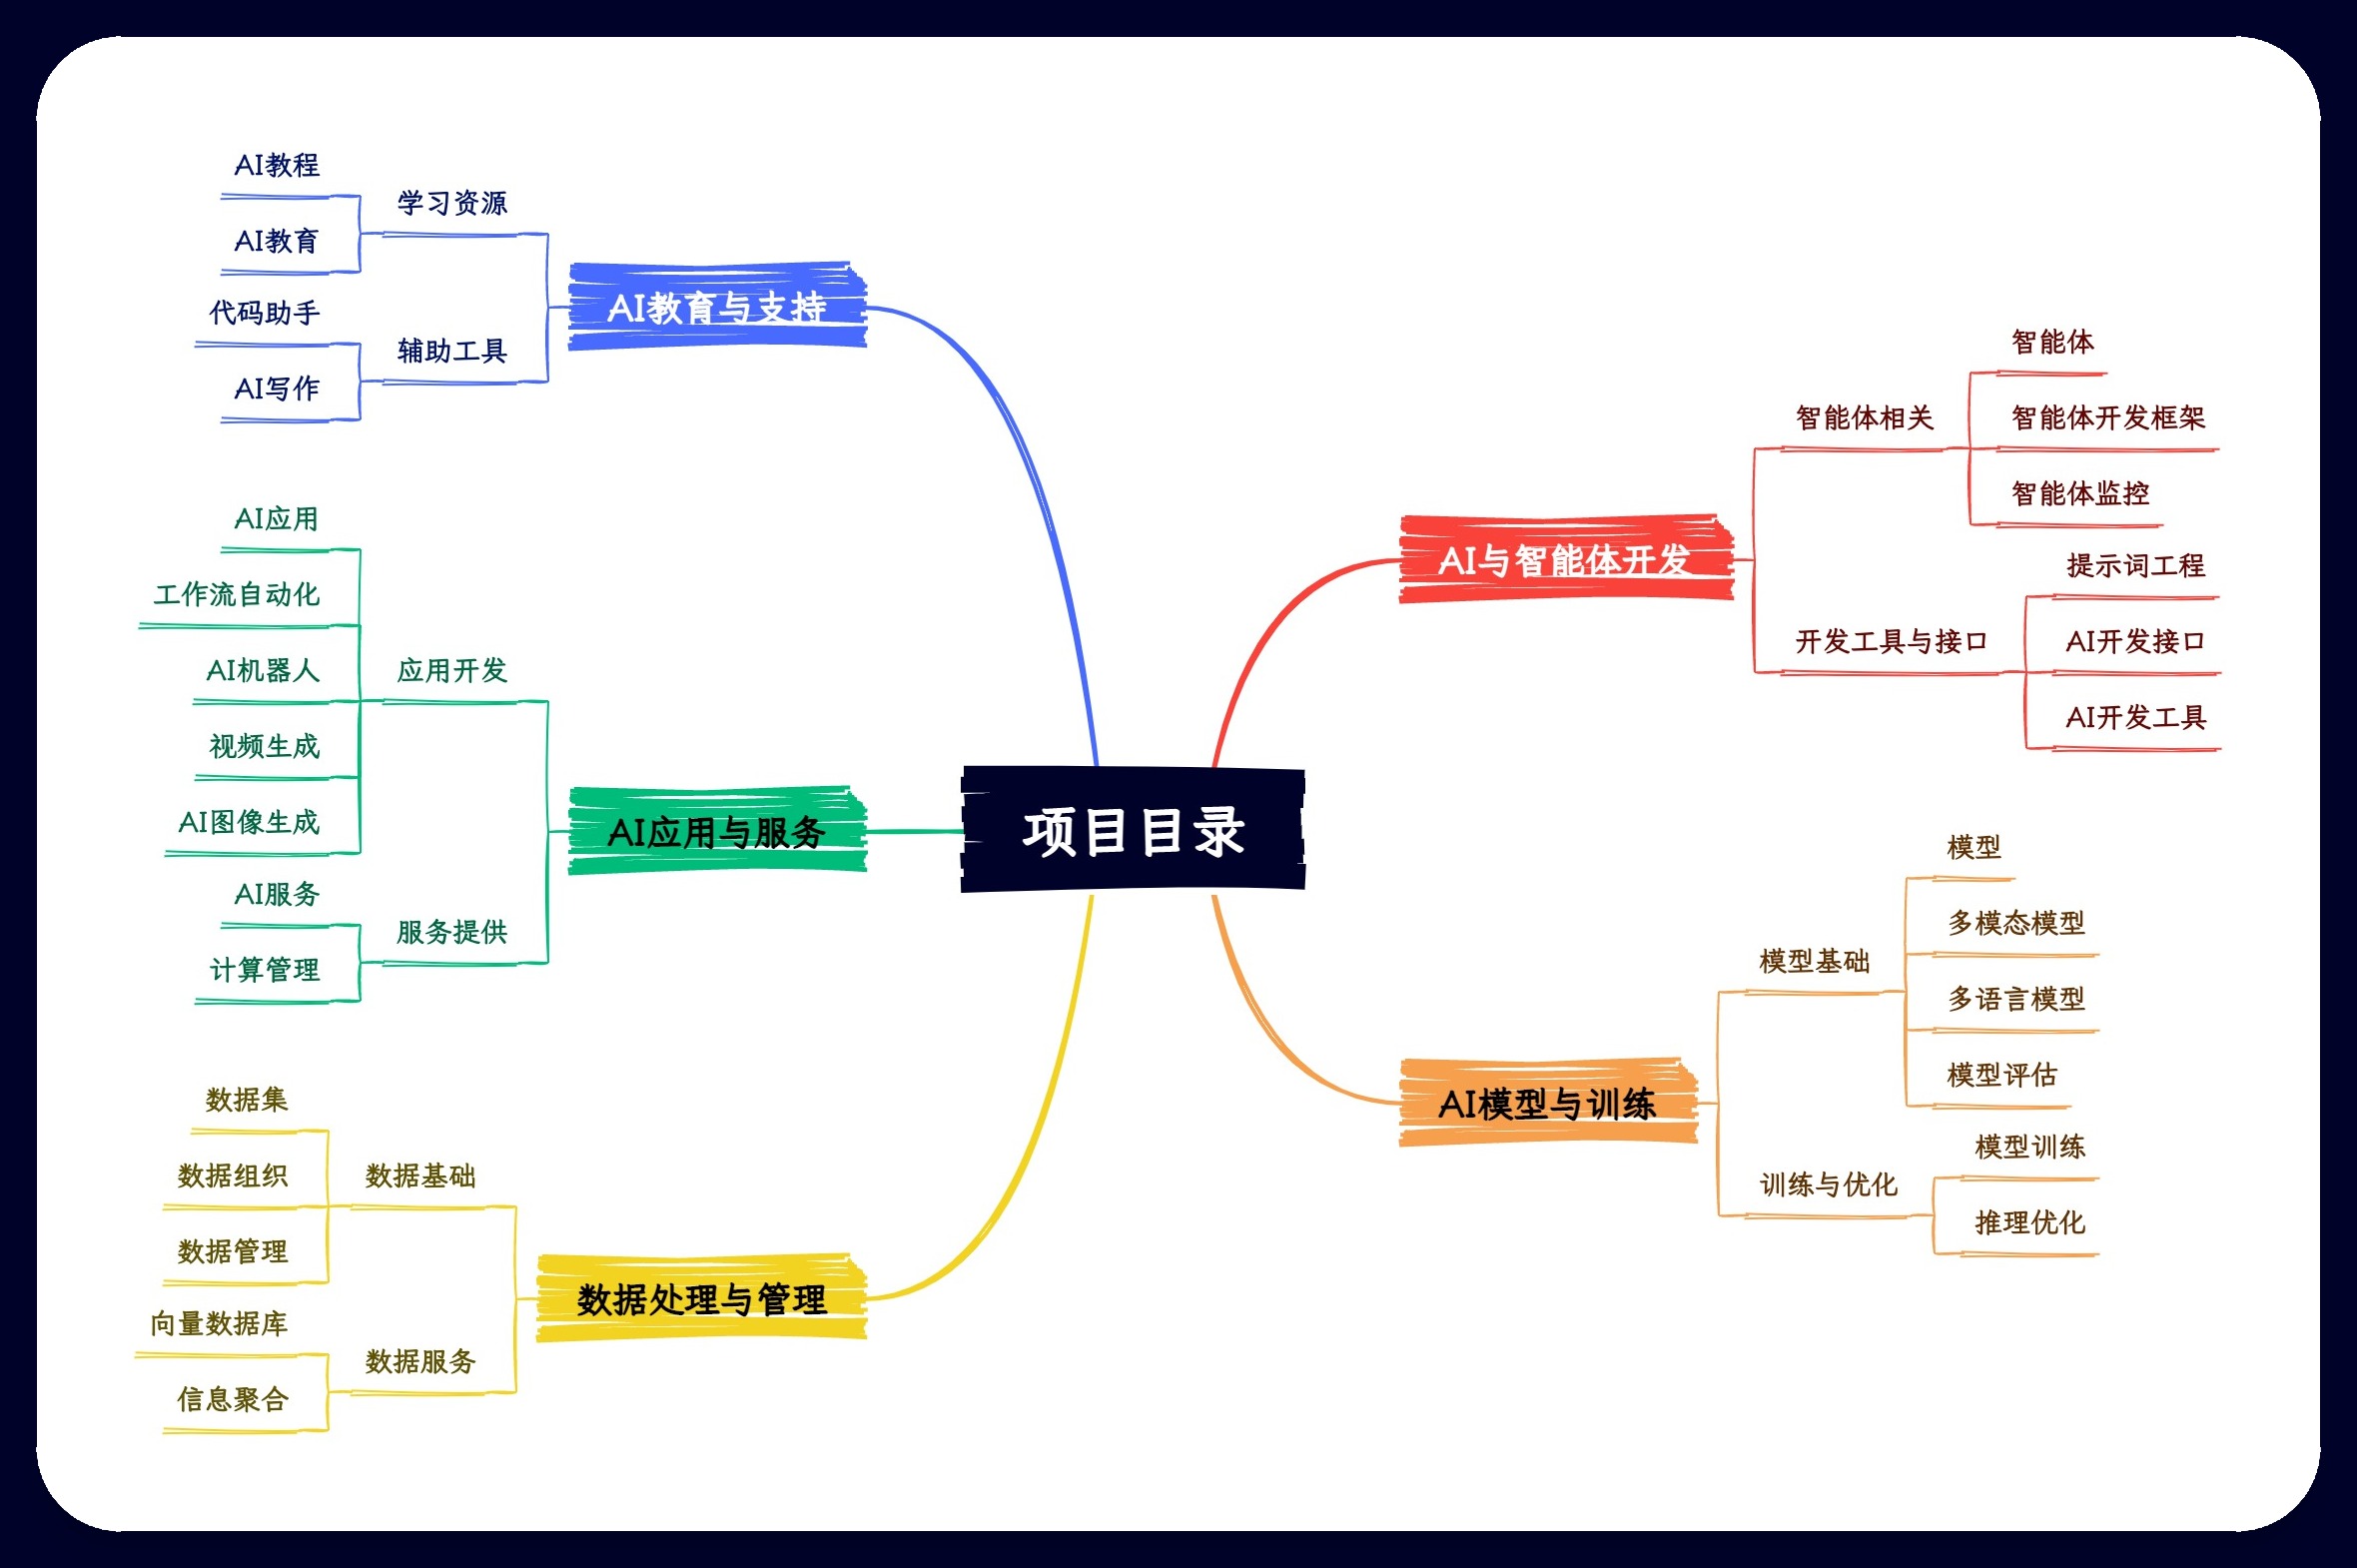 项目目录
AI与智能体开发
智能体相关
智能体
智能体开发框架
智能体监控
开发工具与接口
提示词工程
AI开发接口
AI开发工具
AI模型与训练
模型基础
模型
多模态模型
多语言模型
模型评估
训练与优化
模型训练
推理优化
AI教育与支持
学习资源
AI教程
AI教育
辅助工具
代码助手
AI写作
AI应用与服务
应用开发
AI应用
工作流自动化
AI机器人
视频生成
AI图像生成
服务提供
AI服务
计算管理
数据处理与管理
数据基础
数据集
数据组织
数据管理
数据服务
向量数据库
信息聚合